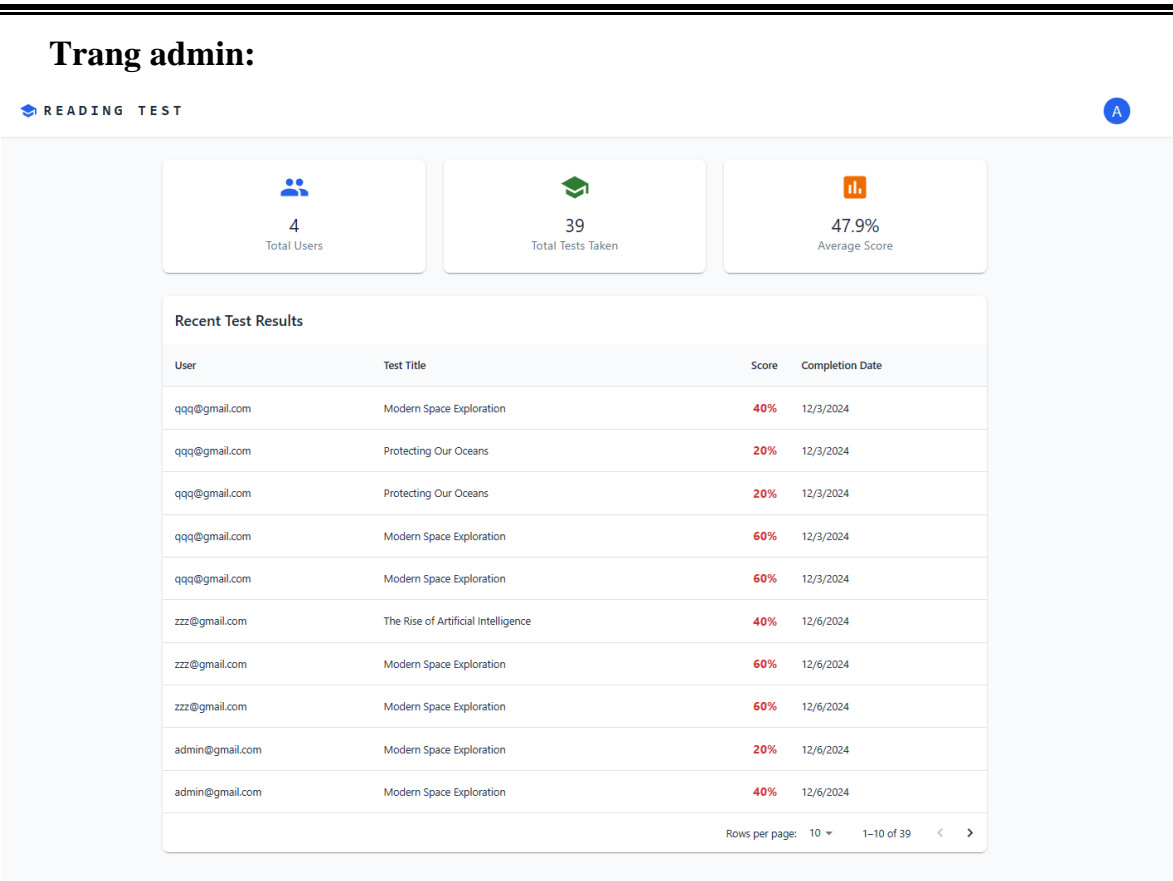 Trang admin:
READING TEST
A
4
Total Users
39
Total Tests Taken
47.9%
Average Score
Recent Test Results
User Test Title Score Completion Date
qqq@gmail.com Modern Space Exploration 40% 12/3/2024
qqq@gmail.com Protecting Our Oceans 20% 12/3/2024
qqq@gmail.com Protecting Our Oceans 20% 12/3/2024
qqq@gmail.com Modern Space Exploration 60% 12/3/2024
qqq@gmail.com Modern Space Exploration 60% 12/3/2024
zzz@gmail.com The Rise of Artificial Intelligence 40% 12/6/2024
zzz@gmail.com Modern Space Exploration 60% 12/6/2024
zzz@gmail.com Modern Space Exploration 60% 12/6/2024
admin@gmail.com Modern Space Exploration 20% 12/6/2024
admin@gmail.com Modern Space Exploration 40% 12/6/2024
Rows per page: 10 1–10 of 39